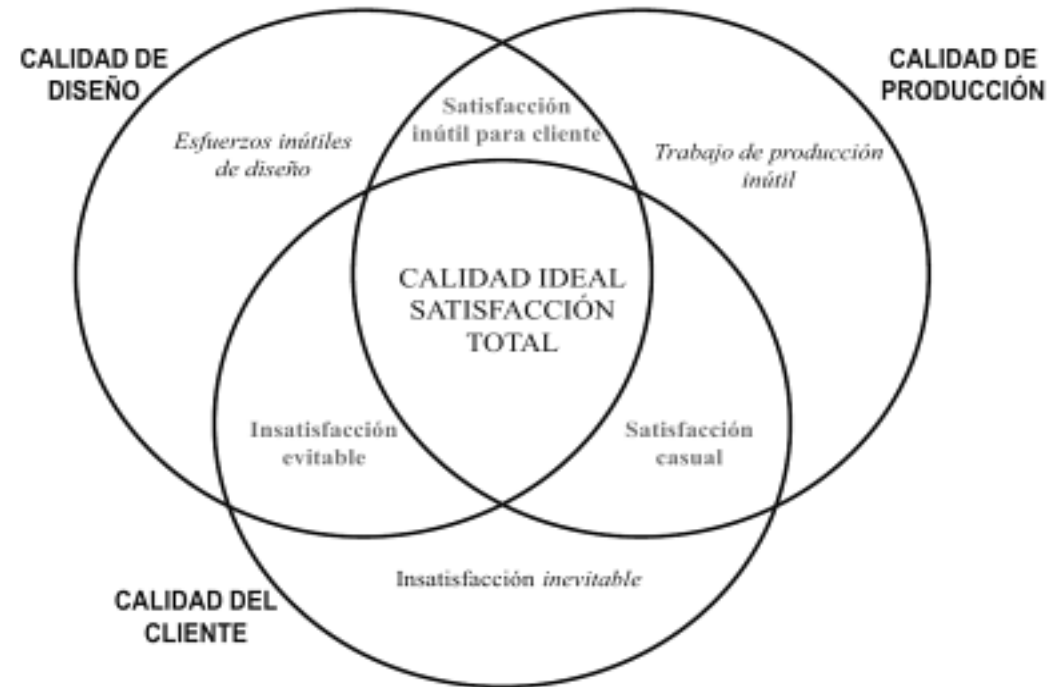 CALIDAD DE
DISEÑO
CALIDAD DE
PRODUCCIÓN
Satisfacción
inútil para cliente
Esfuerzos inútiles
de diseño
Trabajo de producción
inútil
CALIDAD IDEAL
SATISFACCIÓN
TOTAL
Insatisfacción
evitable
Satisfacción
casual
Insatisfacción inevitable
CALIDAD DEL
CLIENTE